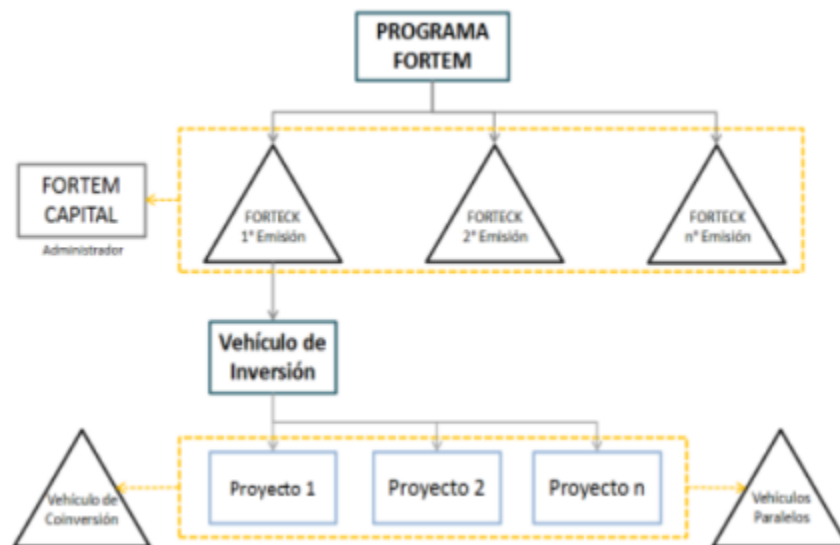 PROGRAMA
FORTEM
FORTEM
CAPITAL
Administrador
FORTECK
1° Emisión
FORTECK
2° Emisión
FORTECK
n° Emisión
Vehículo de
Inversión
Vehículo de
Coinversión
Proyecto 1
Proyecto 2
Proyecto n
Vehículos
Paralelos